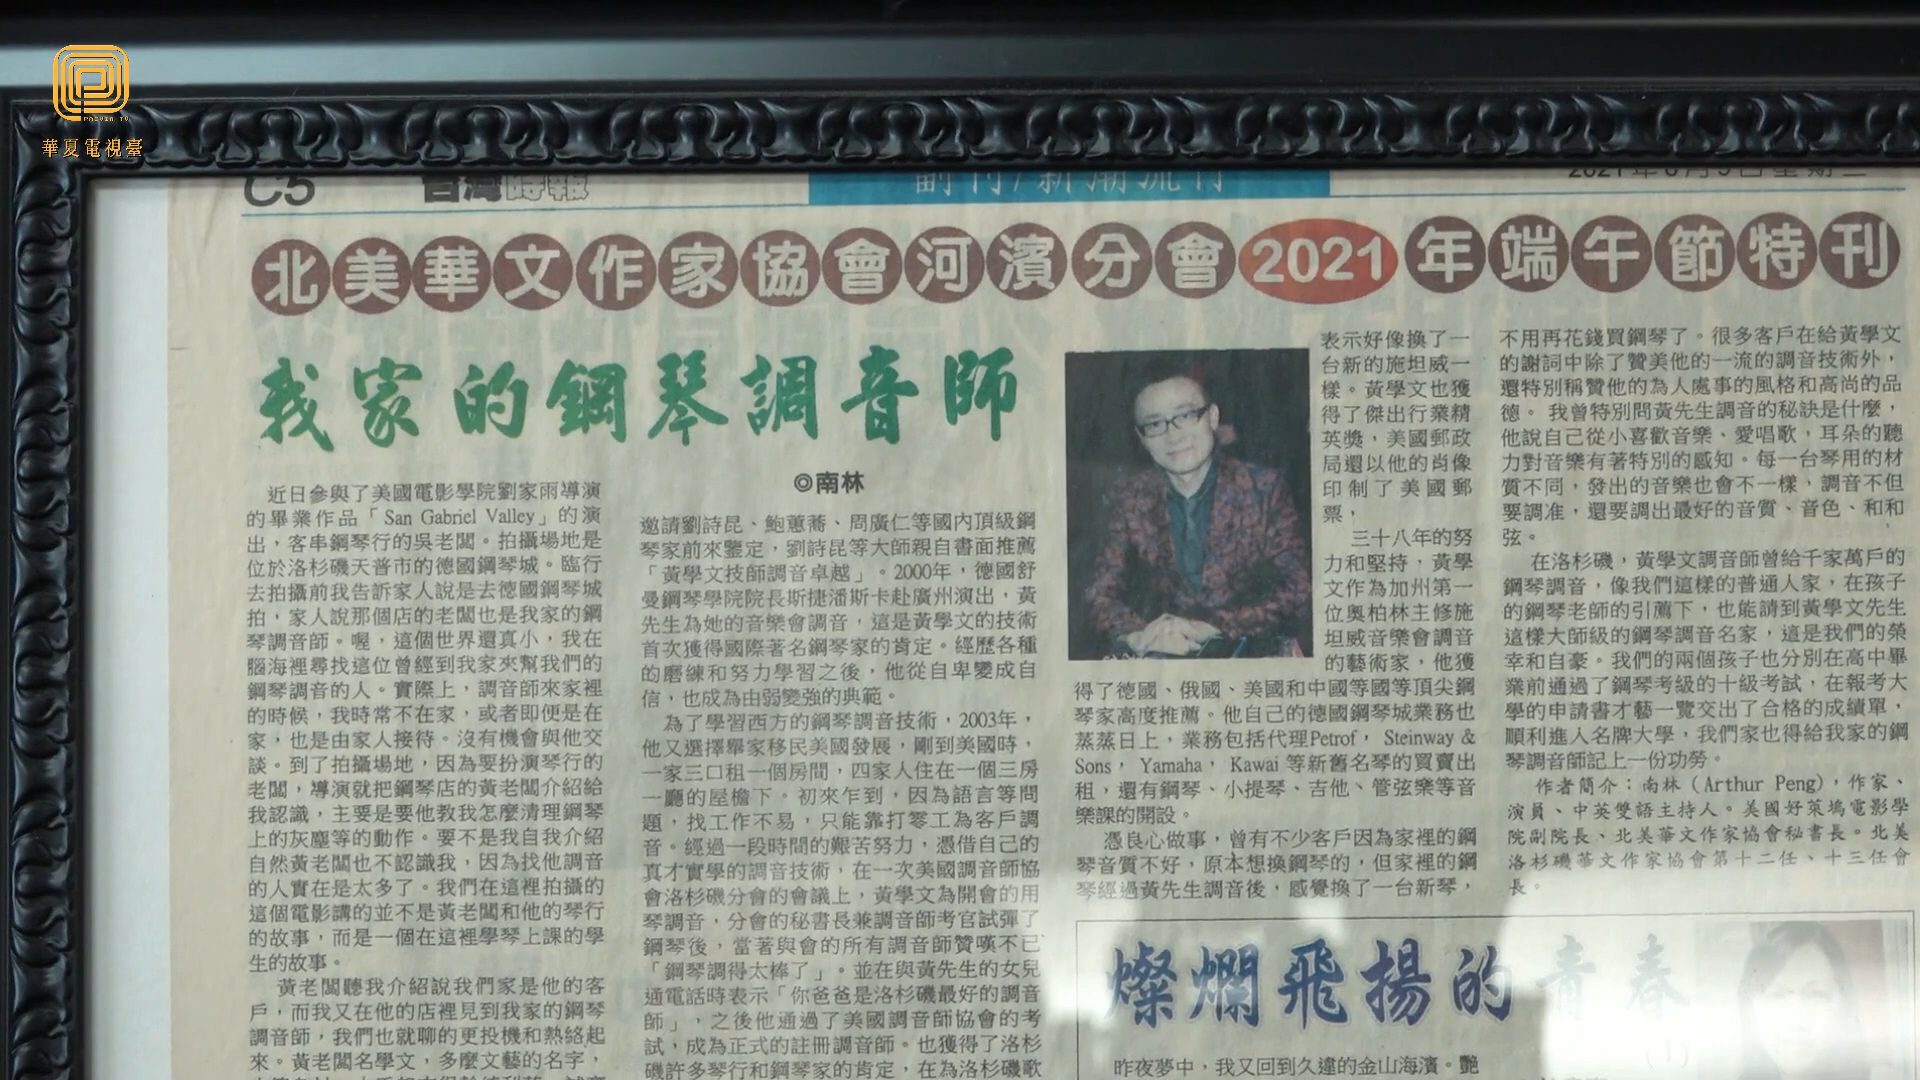 PACVIA TV
華夏電視臺
C5
台灣時報
副刊/新潮流行
北美華文作家協會河濱分會2021年端午節特刊
我家的鋼琴調音師
◎南林
近日參與了美國電影學院劉家雨導演
的畢業作品「San Gabriel Valley」的演
出，客串鋼琴行的吳老闆。拍攝場地是
位於洛杉磯天普市的德國鋼琴城。臨行
去拍攝前我告訴家人說是去德國鋼琴城
拍，家人說那個店的老闆也是我家的鋼
琴調音師。喔，這個世界還真小，我在
腦海裡尋找這位曾經到我家來幫我們的
鋼琴調音的人。實際上，調音師來家裡
的時候，我時常不在家，或者即便是在
家，也是由家人接待。沒有機會與他交
談。到了拍攝場地，因為要扮演琴行的
老闆，導演就把鋼琴店的黃老闆介紹給
我認識，主要是要他教我怎麼清理鋼琴
上的灰塵等的動作。要不是我自我介紹
自然黃老闆也不認識我，因為找他調音
的人實在是太多了。我們在這裡拍攝的
這個電影講的並不是黃老闆和他的琴行
的故事，而是一個在這裡學琴上課的學
生的故事。
黃老闆聽我介紹說我們家是他的客
戶，而我又在他的店裡見到我家的鋼琴
調音師，我們也就聊的更投機和熱絡起
來。黃老闆名學文，多麼文藝的名字，
邀請劉詩昆、鮑蕙蕎、周廣仁等國內頂級鋼
琴家前來鑒定，劉詩昆等大師親自書面推薦
「黃學文技師調音卓越」。2000年，德國舒
曼鋼琴學院院長斯捷潘斯卡赴廣州演出，黃
先生為她的音樂會調音，這是黃學文的技術
首次獲得國際著名鋼琴家的肯定。經歷各種
的磨練和努力學習之後，他從自卑變成自
信，也成為由弱變強的典範。
為了學習西方的鋼琴調音技術，2003年，
他又選擇舉家移民美國發展，剛到美國時，
一家三口租一個房間，四家人住在一個三房
一廳的屋檐下。初來乍到，因為語言等問
題，找工作不易，只能靠打零工為客戶調
音。經過一段時間的艱苦努力，憑借自己的
真才實學的調音技術，在一次美國調音師協
會洛杉磯分會的會議上，黃學文為開會的用
琴調音，分會的秘書長兼調音師考官試彈了
鋼琴後，當著與會的所有調音師贊嘆不已
「鋼琴調得太棒了」。並在與黃先生的女兒
通電話時表示「你爸爸是洛杉磯最好的調音
師」，之後他通過了美國調音師協會的考
試，成為正式的註冊調音師。也獲得了洛杉
磯許多琴行和鋼琴家的肯定，在為洛杉磯歌
表示好像換了一
台新的施坦威一
樣。黃學文也獲
得了傑出行業精
英獎，美國郵政
局還以他的肖像
印制了美國郵
票，
三十八年的努
力和堅持，黃學
文作為加州第一
位奧柏林主修施
坦威音樂會調音
的藝術家，他獲
得了德國、俄國、美國和中國等國等頂尖鋼
琴家高度推薦。他自己的德國鋼琴城業務也
蒸蒸日上，業務包括代理Petrof，Steinway &
Sons，Yamaha，Kawai 等新舊名琴的買賣出
租，還有鋼琴、小提琴、吉他、管弦樂等音
樂課的開設。
憑良心做事，曾有不少客戶因為家裡的鋼
琴音質不好，原本想換鋼琴的，但家裡的鋼
琴經過黃先生調音後，感覺換了一台新琴，
不用再花錢買鋼琴了。很多客戶在給黃學文
的謝詞中除了贊美他的一流的調音技術外，
還特別稱贊他的為人處事的風格和高尚的品
德。我曾特別問黃先生調音的秘訣是什麼，
他說自己從小喜歡音樂、愛唱歌，耳朵的聽
力對音樂有著特別的感知。每一台琴用的材
質不同，發出的音樂也會不一樣，調音不但
要調准，還要調出最好的音質、音色、和和
弦。
在洛杉磯，黃學文調音師曾給千家萬戶的
鋼琴調音，像我們這樣的普通人家，在孩子
的鋼琴老師的引薦下，也能請到黃學文先生
這樣大師級的鋼琴調音名家，這是我們的榮
幸和自豪。我們的兩個孩子也分別在高中畢
業前通過了鋼琴考級的十級考試，在報考大
學的申請書才藝一覽交出了合格的成績單，
順利進入名牌大學，我們家也得給我家的鋼
琴調音師記上一份功勞。
作者簡介：南林（Arthur Peng），作家、
演員、中英雙語主持人。美國好萊塢電影學
院副院長、北美華文作家協會秘書長。北美
洛杉磯華文作家協會第十二任、十三任會
長。
燦爛飛揚的青春
昨夜夢中，我又回到久違的金山海濱。艷